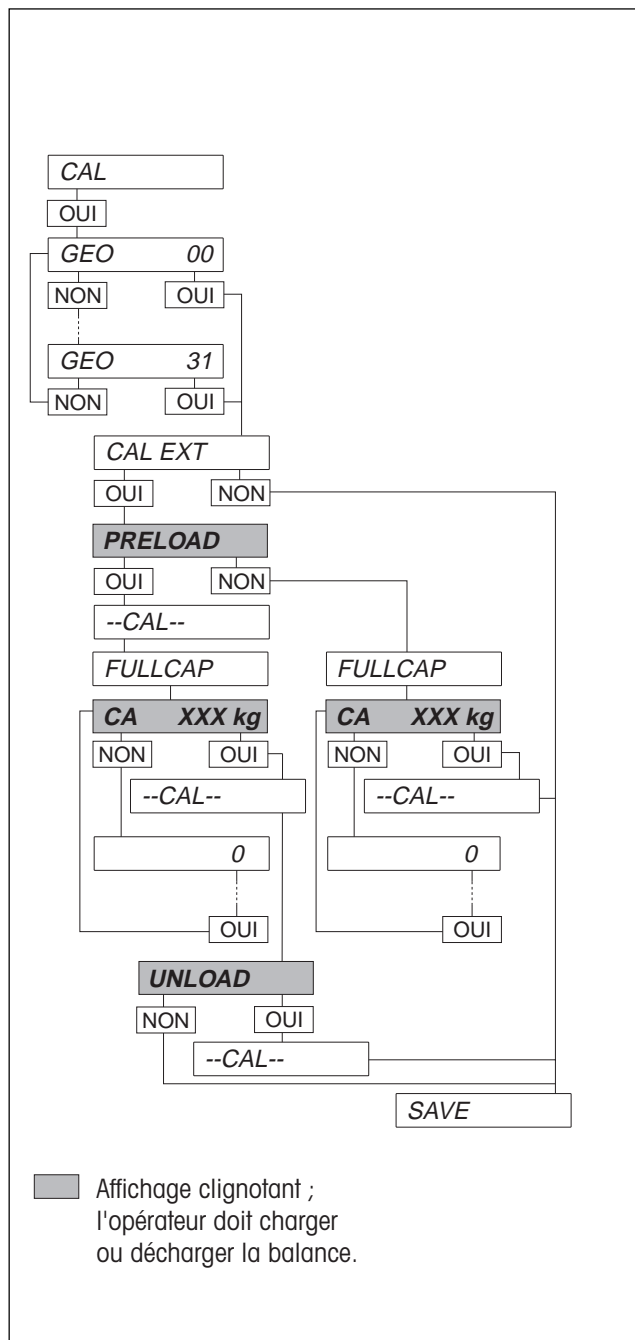 CAL
OUI
GEO 00
NON OUI
GEO 31
NON OUI
CAL EXT
OUI NON
PRELOAD
OUI NON
--CAL--
FULLCAP FULLCAP
CA XXX kg CA XXX kg
NON OUI NON OUI
--CAL-- --CAL--
0 0
OUI OUI
UNLOAD
NON OUI
--CAL--
SAVE
Affichage clignotant ;
l'opérateur doit charger
ou décharger la balance.